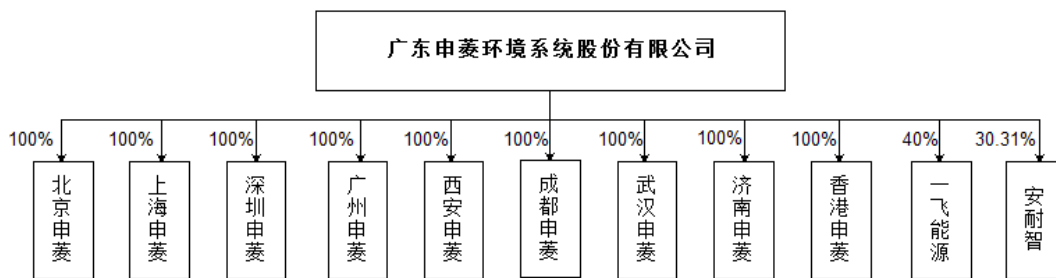 广东申菱环境系统股份有限公司
100% 100% 100% 100% 100% 100% 100% 100% 100% 40% 30.31%
北京申菱
上海申菱
深圳申菱
广州申菱
西安申菱
成都申菱
武汉申菱
济南申菱
香港申菱
一飞能源
安耐智